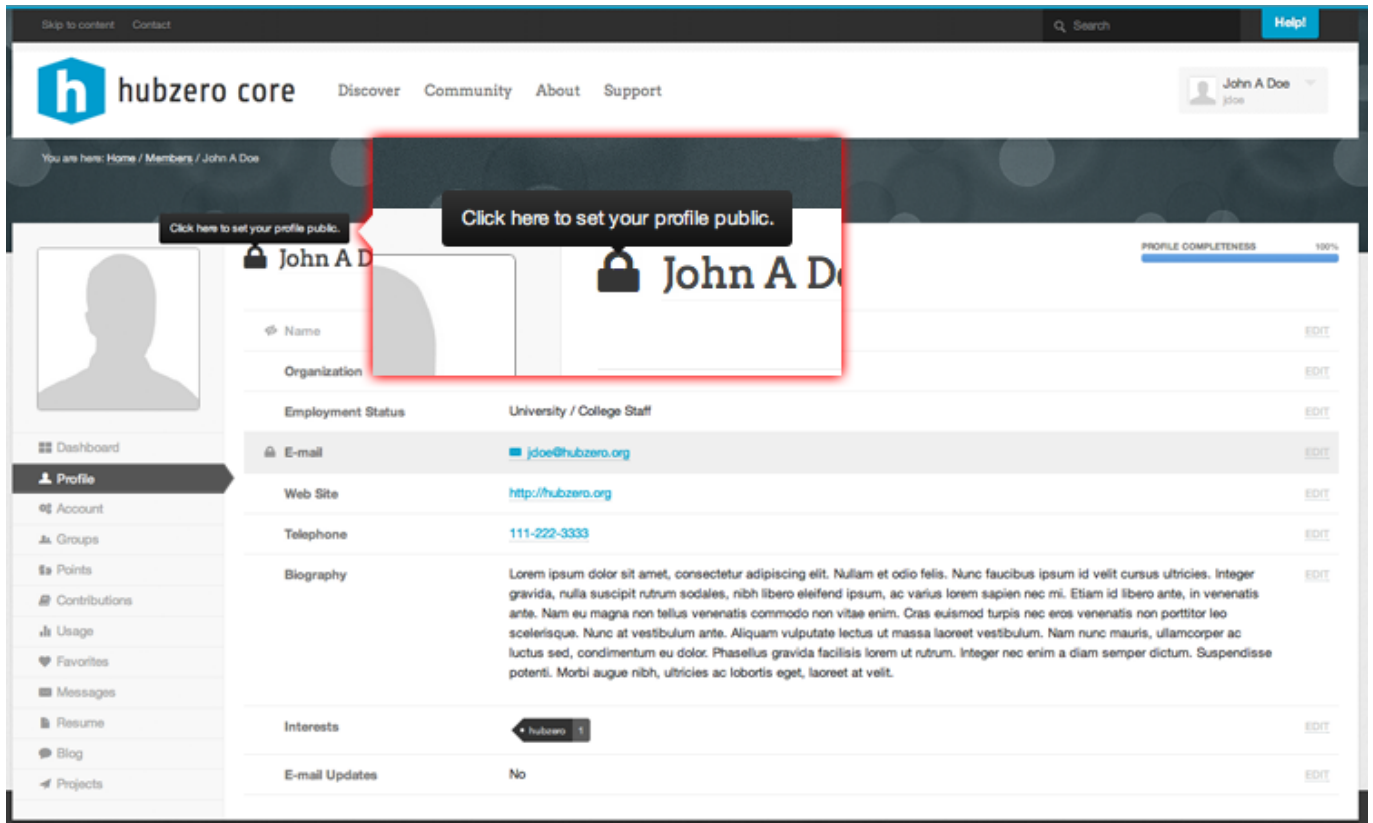 Skip to content Contact Search Help!
h hubzero core Discover Community About Support John A Doe
jdoe
You are here: Home / Members / John A Doe
Click here to set your profile public.
Click here to set your profile public.
John A D
John A Do
PROFILE COMPLETENESS 100%
Name EDIT
Organization EDIT
Employment Status University / College Staff EDIT
E-mail jdoe@hubzero.org EDIT
Web Site http://hubzero.org EDIT
Telephone 111-222-3333 EDIT
Biography Lorem ipsum dolor sit amet, consectetur adipiscing elit. Nullam et odio felis. Nunc faucibus ipsum id velit cursus ultricies. Integer EDIT
gravida, nulla suscipit rutrum sodales, nibh libero eleifend ipsum, ac varius lorem sapien nec mi. Etiam id libero ante, in venenatis
ante. Nam eu magna non tellus venenatis commodo non vitae enim. Cras euismod turpis nec eros venenatis non porttitor leo
scelerisque. Nunc at vestibulum ante. Aliquam vulputate lectus ut massa laoreet vestibulum. Nam nunc mauris, ullamcorper ac
luctus sed, condimentum eu dolor. Phasellus gravida facilisis lorem ut rutrum. Integer nec enim a diam semper dictum. Suspendisse
potenti. Morbi augue nibh, ultricies ac lobortis eget, laoreet at velit.
Interests hubzero 1 EDIT
E-mail Updates No EDIT
Dashboard
Profile
Account
Groups
Points
Contributions
Usage
Favorites
Messages
Resume
Blog
Projects